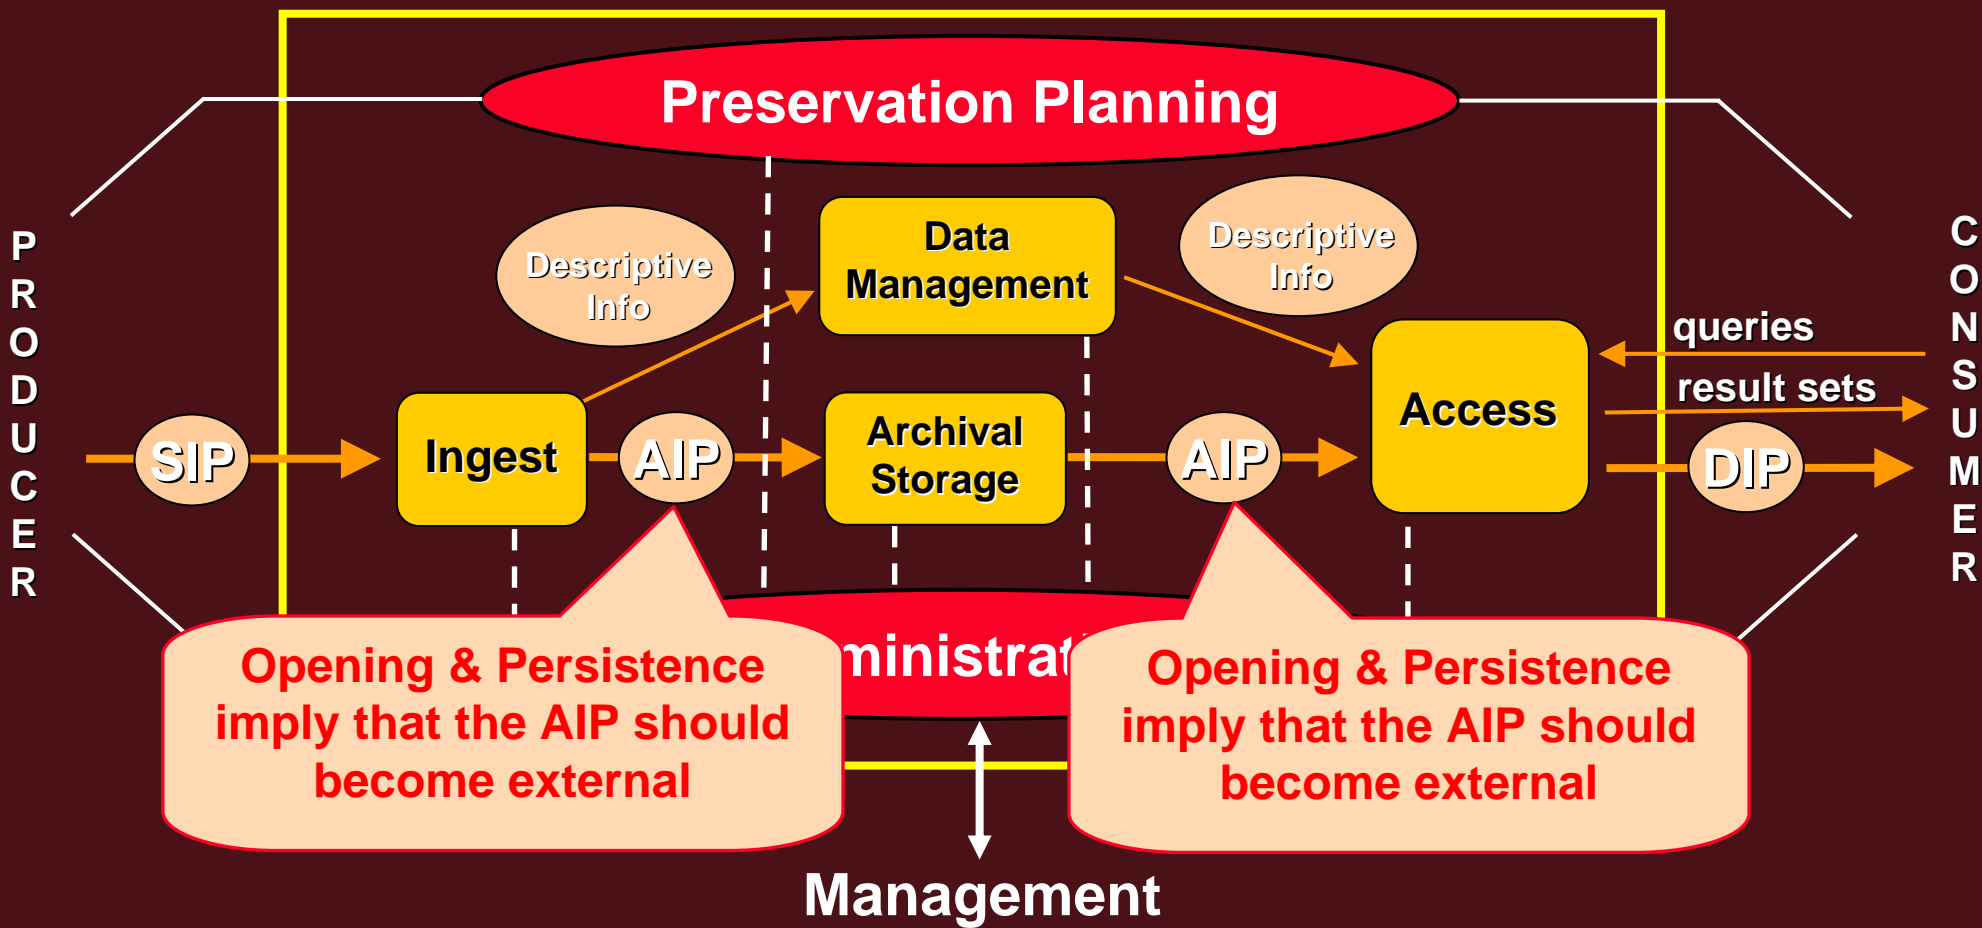 Preservation Planning
PRODUCER
Descriptive
Info
Data
Management
Descriptive
Info
CONSUMER
queries
result sets
SIP
Ingest
AIP
Archival
Storage
AIP
Access
DIP
Opening & Persistence
imply that the AIP should
become external
Opening & Persistence
imply that the AIP should
become external
Management